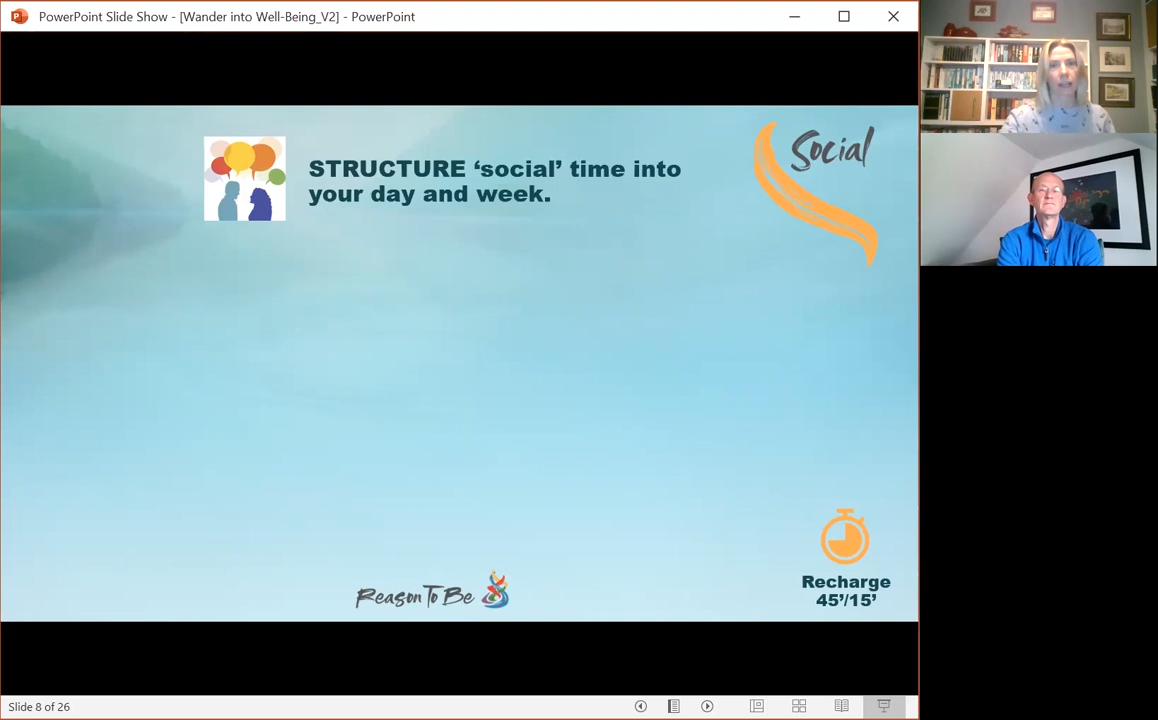 PowerPoint Slide Show - [Wander into Well-Being_V2] - PowerPoint
STRUCTURE ‘social’ time into
your day and week.
Social
Reason To Be
Recharge
45’/15’
Slide 8 of 26